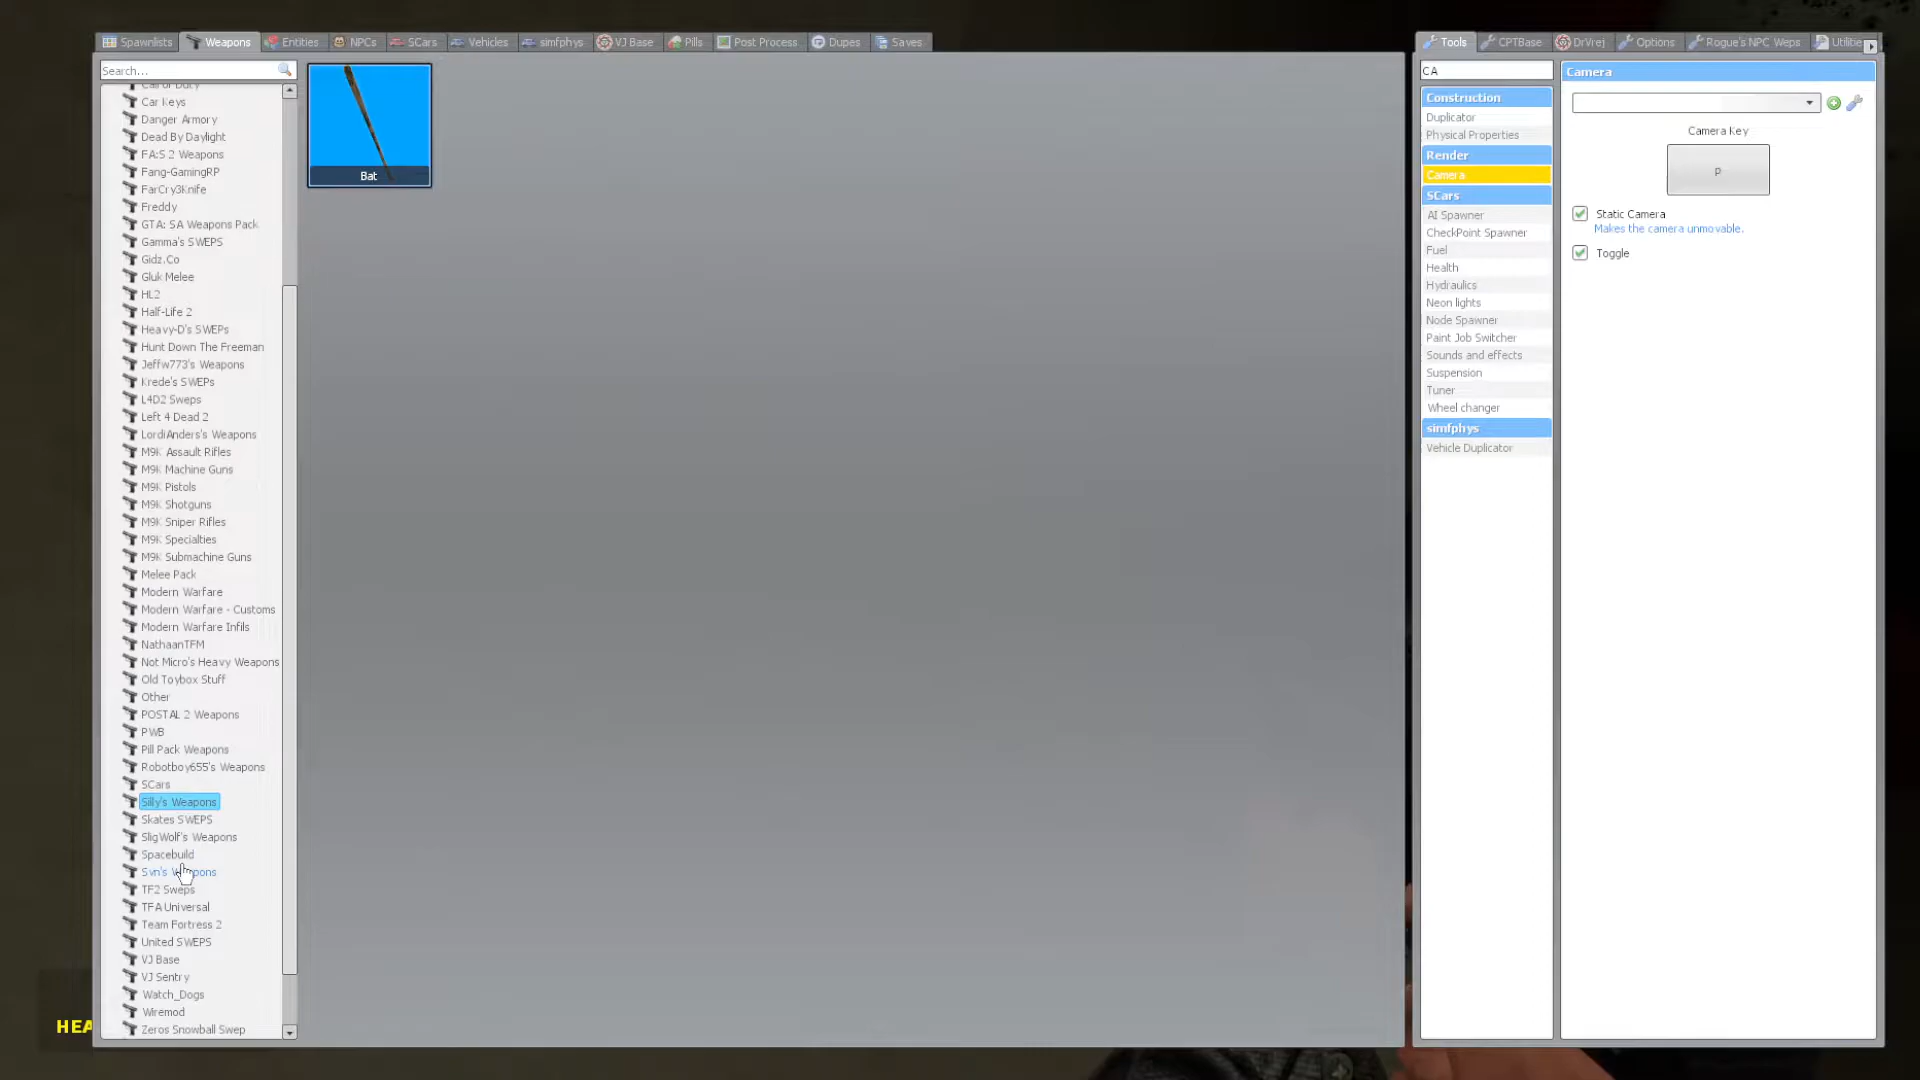 Spawnlists Weapons Entities NPCs SCars Vehicles simfphys VJ Base Pills Post Process Dupes Saves
Search...
Call of Duty
Car Keys
Danger Armory
Dead By Daylight
FA:S 2 Weapons
Fang-GamingRP
FarCry3Knife
Freddy
GTA: SA Weapons Pack
Gamma's SWEPS
Gidz.Co
Gluk Melee
HL2
Half-Life 2
Heavy-D's SWEPs
Hunt Down The Freeman
Jeffw773's Weapons
Krede's SWEPs
L4D2 Sweps
Left 4 Dead 2
LordiAnders's Weapons
M9K Assault Rifles
M9K Machine Guns
M9K Pistols
M9K Shotguns
M9K Sniper Rifles
M9K Specialties
M9K Submachine Guns
Melee Pack
Modern Warfare
Modern Warfare - Customs
Modern Warfare Infils
NathaanTFM
Not Micro's Heavy Weapons
Old Toybox Stuff
Other
POSTAL 2 Weapons
PWB
Pill Pack Weapons
Robotboy655's Weapons
SCars
Silly's Weapons
Skates SWEPS
SligWolf's Weapons
Spacebuild
Svn's Weapons
TF2 Sweps
TFA Universal
Team Fortress 2
United SWEPS
VJ Base
VJ Sentry
Watch_Dogs
Wiremod
Zeros Snowball Swep
Bat
HEA
Tools CPTBase DrVrej Options Rogue's NPC Weps Utilitie
CA
Construction
Duplicator
Physical Properties
Render
Camera
SCars
AI Spawner
CheckPoint Spawner
Fuel
Health
Hydraulics
Neon lights
Node Spawner
Paint Job Switcher
Sounds and effects
Suspension
Tuner
Wheel changer
simfphys
Vehicle Duplicator
Camera
Camera Key
P
Static Camera
Makes the camera unmovable.
Toggle